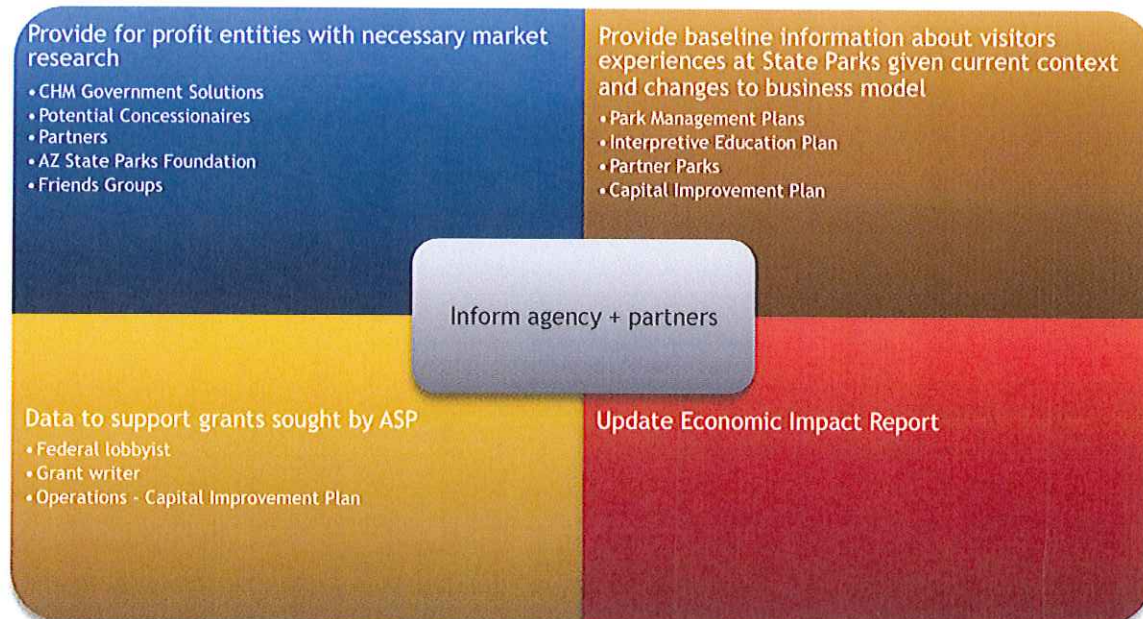 Provide for profit entities with necessary market
research
• CHM Government Solutions
• Potential Concessionaires
• Partners
• AZ State Parks Foundation
• Friends Groups
Provide baseline information about visitors
experiences at State Parks given current context
and changes to business model
• Park Management Plans
• Interpretive Education Plan
• Partner Parks
• Capital Improvement Plan
Inform agency + partners
Data to support grants sought by ASP
• Federal lobbyist
• Grant writer
• Operations - Capital Improvement Plan
Update Economic Impact Report